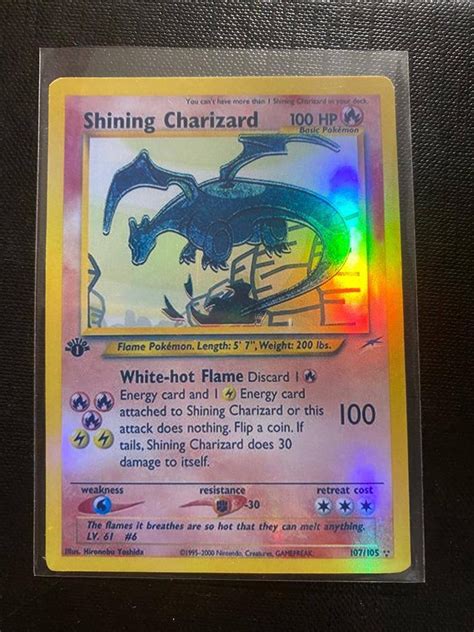 You can't have more than 1 Shining Charizard in your deck.
Shining Charizard 100 HP
Basic Pokémon
EDITION
1
Flame Pokémon. Length: 5' 7", Weight: 200 lbs.
White-hot Flame Discard 1
Energy card and 1 Energy card
attached to Shining Charizard or this
attack does nothing. Flip a coin. If
tails, Shining Charizard does 30
damage to itself.
100
weakness resistance retreat cost
-30
The flames it breathes are so hot that they can melt anything.
LV. 61 #6
Illus. Hironobu Yoshida ©1995-2000 Nintendo, Creatures, GAMEFREAK. 107/105